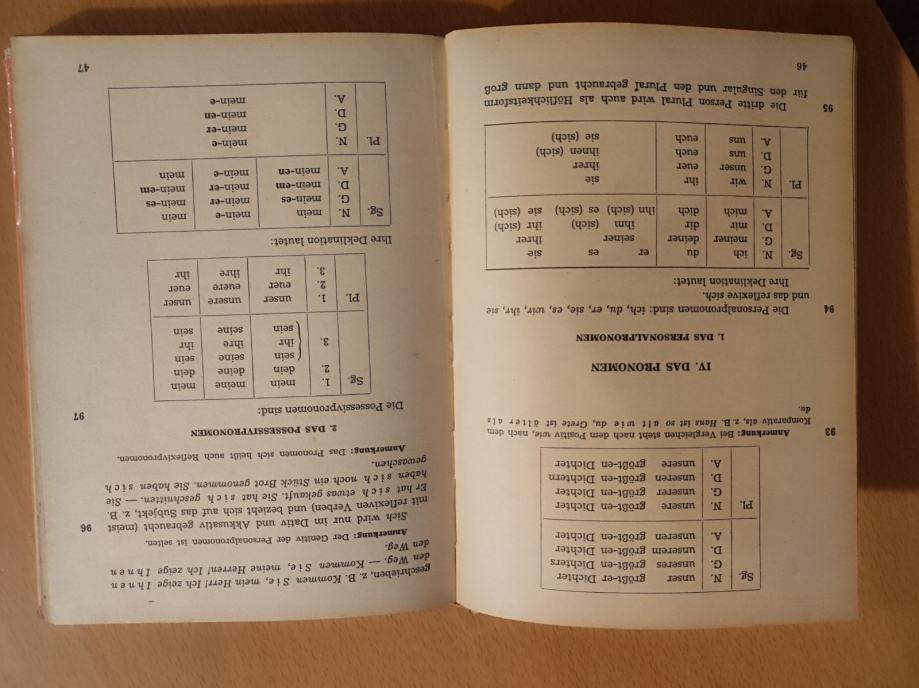 Sg. N. unser größt-er Dichter
G. unseres größt-en Dichters
D. unserem größt-en Dichter
A. unseren größt-en Dichter
Pl. N. unsere größt-en Dichter
G. unserer größt-en Dichter
D. unseren größt-en Dichtern
A. unsere größt-en Dichter
93 Anmerkung: Bei Vergleichen steht nach dem Positiv wie, nach dem
Komparativ als, z. B. Hans ist so alt wie du, Grete ist älter als
du.
IV. DAS PRONOMEN
1. DAS PERSONALPRONOMEN
94 Die Personalpronomen sind: ich, du, er, sie, es, wir, ihr, sie
und das reflexive sich.
Ihre Deklination lautet:
Sg. N. ich du er es sie
G. meiner deiner seiner ihrer
D. mir dir ihm (sich) ihr (sich)
A. mich dich ihn (sich) es (sich) sie (sich)
Pl. N. wir ihr sie
G. unser euer ihrer
D. uns euch ihnen (sich)
A. uns euch sie (sich)
95 Die dritte Person Plural wird auch als Höflichkeitsform
für den Singular und den Plural gebraucht und dann groß
46
geschrieben, z. B. Kommen Sie, mein Herr! Ich zeige Ihnen
den Weg. — Kommen Sie, meine Herren! Ich zeige Ihnen
den Weg.
Anmerkung: Der Genitiv der Personalpronomen ist selten.
Sich wird nur im Dativ und Akkusativ gebraucht (meist 96
mit reflexiven Verben) und bezieht sich auf das Subjekt, z. B.
Er hat sich etwas gekauft. Sie hat sich geschnitten. — Sie
haben sich noch ein Stück Brot genommen. Sie haben sich
gewaschen.
Anmerkung: Das Pronomen sich heißt auch Reflexivpronomen.
2. DAS POSSESSIVPRONOMEN
Die Possessivpronomen sind: 97
Sg. 1. mein meine mein
2. dein deine dein
3. sein seine sein
ihr ihre ihr
sein seine sein
Pl. 1. unser unsere unser
2. euer euere euer
3. ihr ihre ihr
Ihre Deklination lautet:
Sg. N. mein mein-e mein
G. mein-es mein-er mein-es
D. mein-em mein-er mein-em
A. mein-en mein-e mein
Pl. N. mein-e
G. mein-er
D. mein-en
A. mein-e
47